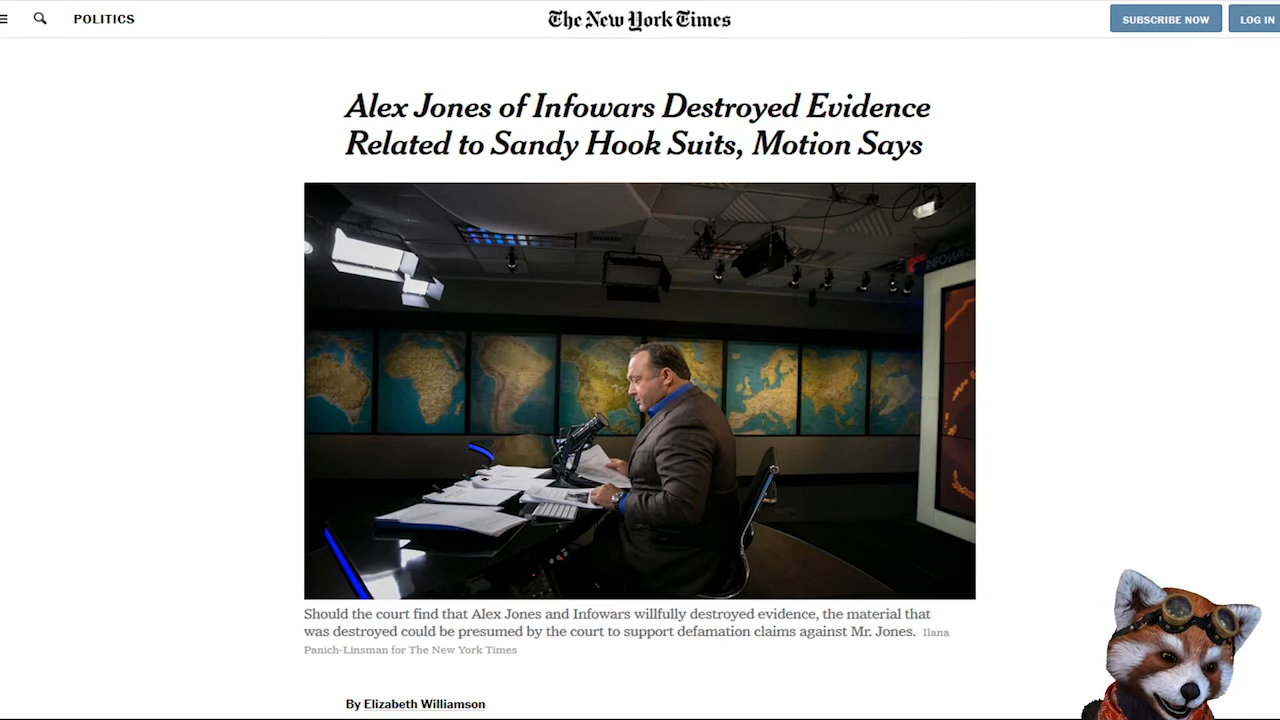 POLITICS
The New York Times
SUBSCRIBE NOW
LOG IN
Alex Jones of Infowars Destroyed Evidence
Related to Sandy Hook Suits, Motion Says
INFOWARS
Should the court find that Alex Jones and Infowars willfully destroyed evidence, the material that
was destroyed could be presumed by the court to support defamation claims against Mr. Jones. Ilana
Panich-Linsman for The New York Times
By Elizabeth Williamson